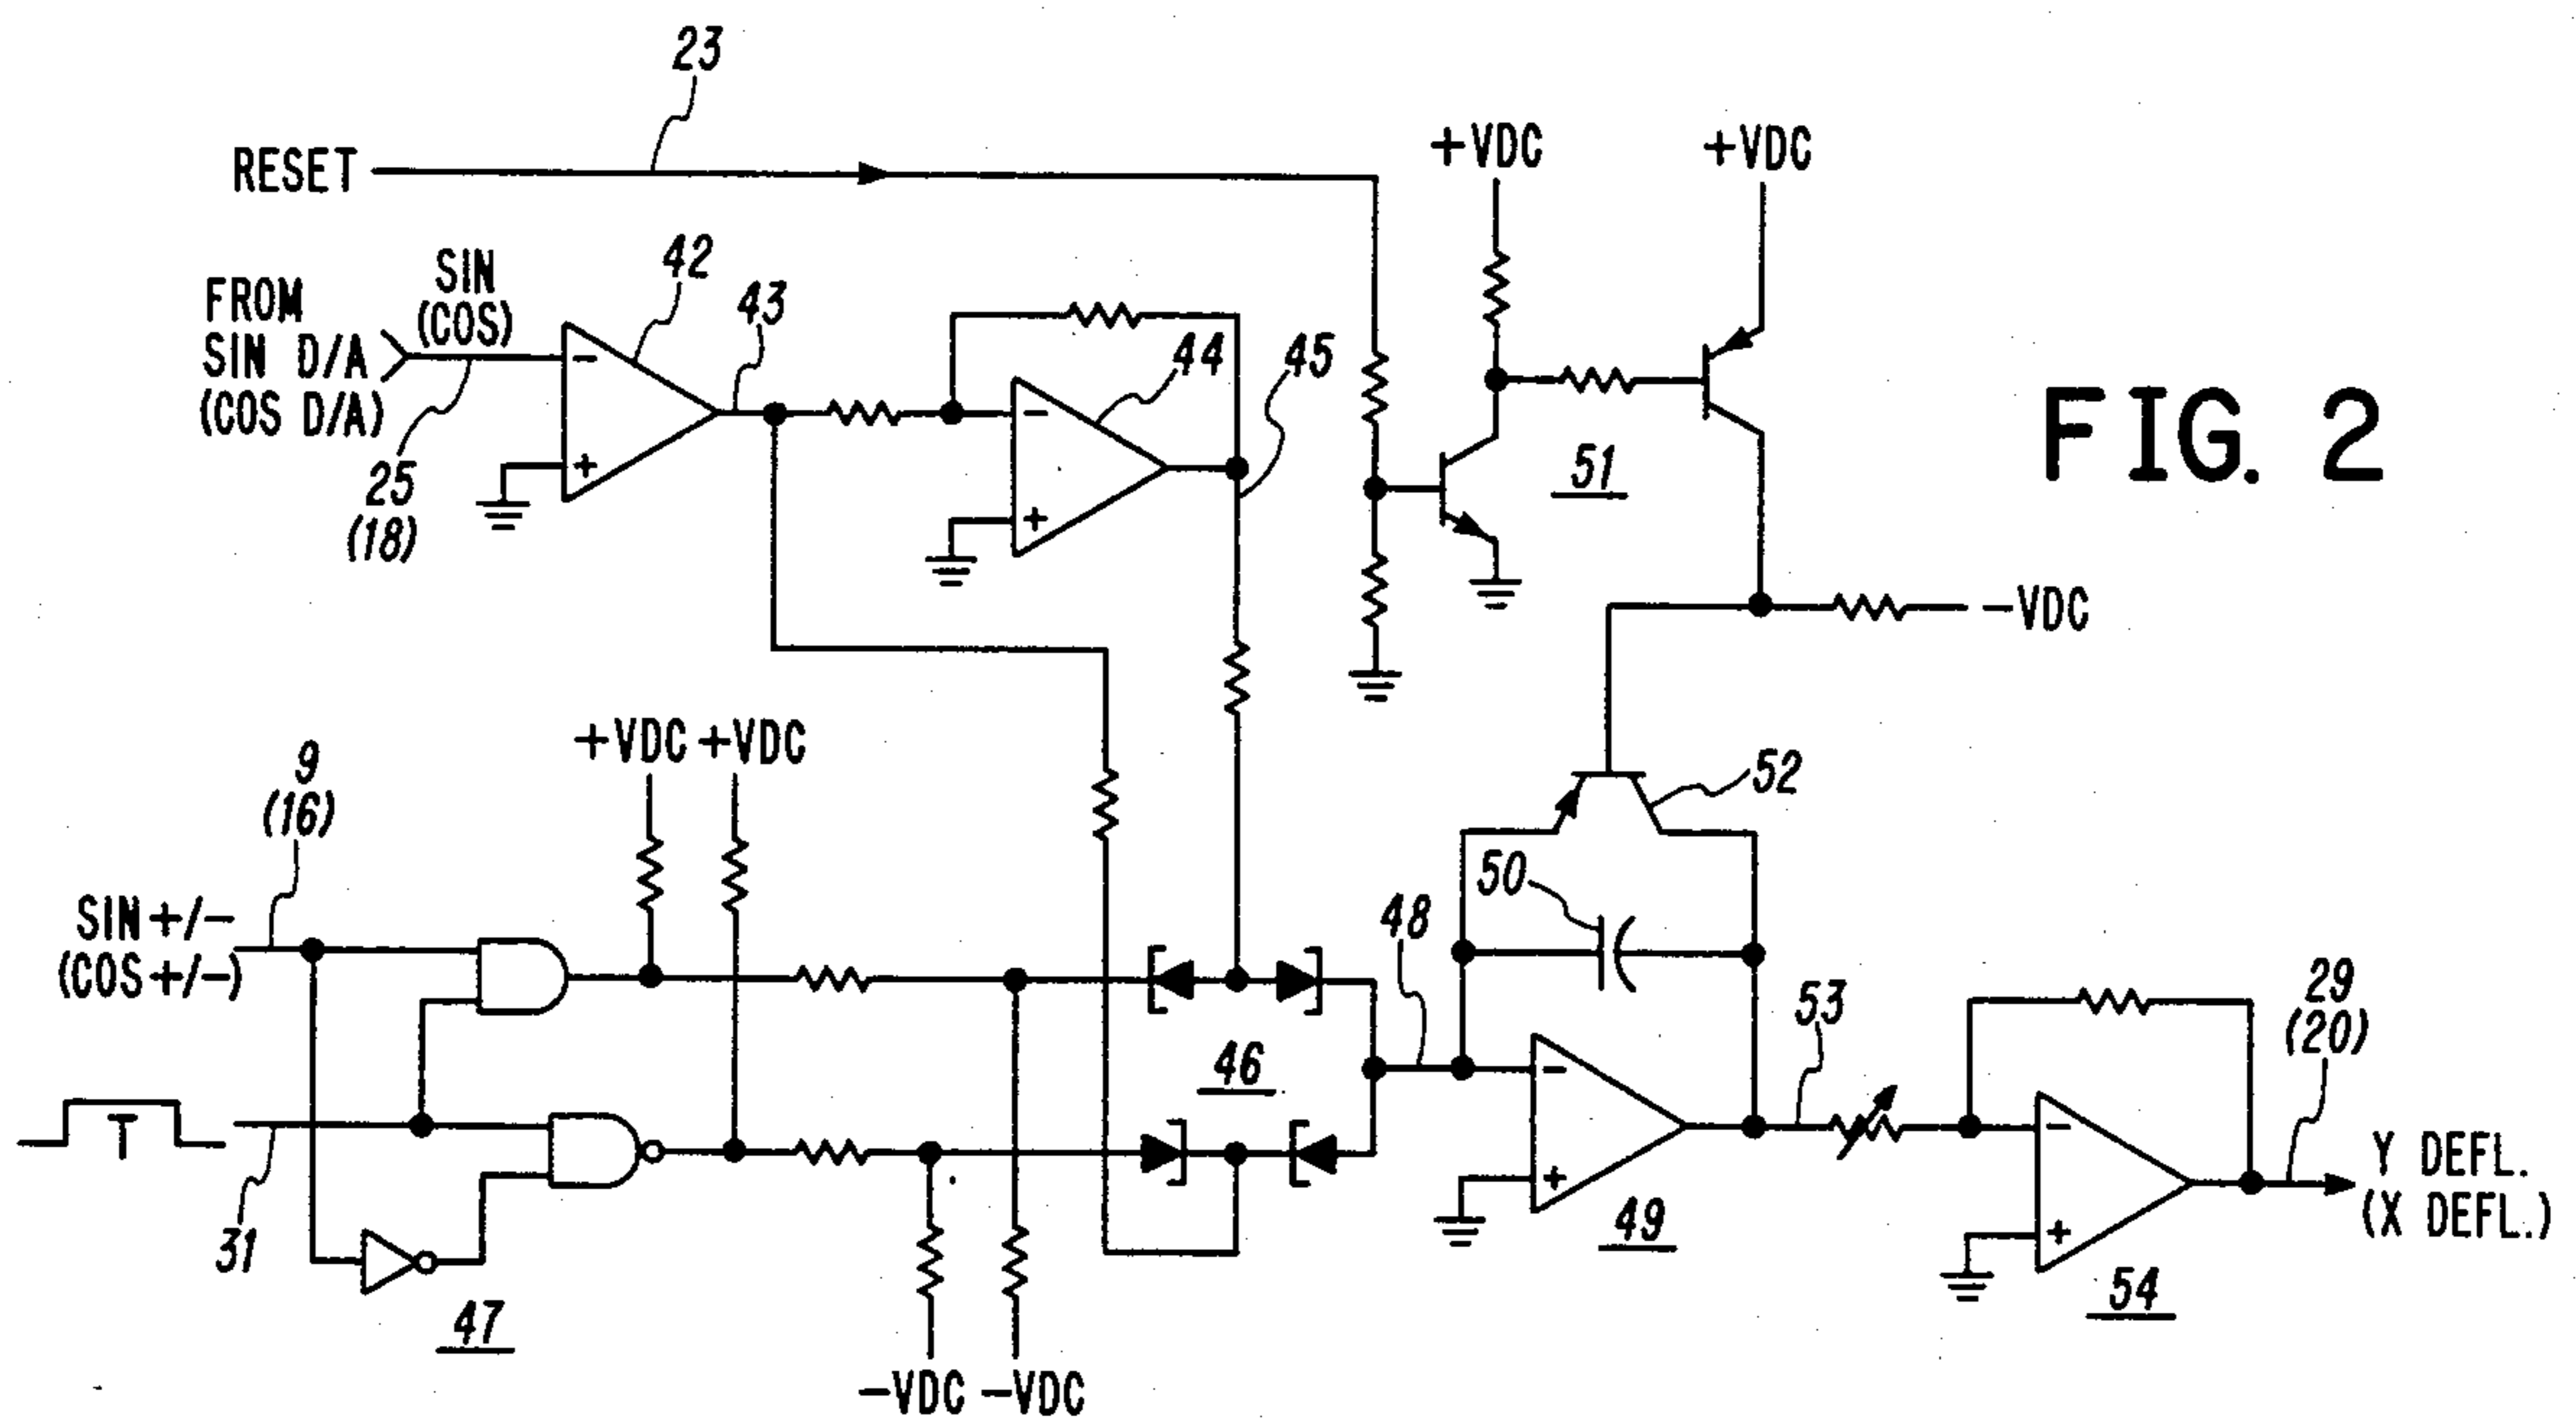 23
RESET
+VDC
+VDC
FIG. 2
FROM
SIN D/A
(COS D/A)
SIN
(COS)
42
43
44
45
25
(18)
-
+
-
+
51
-VDC
52
+VDC +VDC
9
(16)
SIN +/-
(COS +/-)
50
48
53
29
(20)
46
T
31
-
+
49
-
+
54
Y DEFL.
(X DEFL.)
47
-VDC -VDC